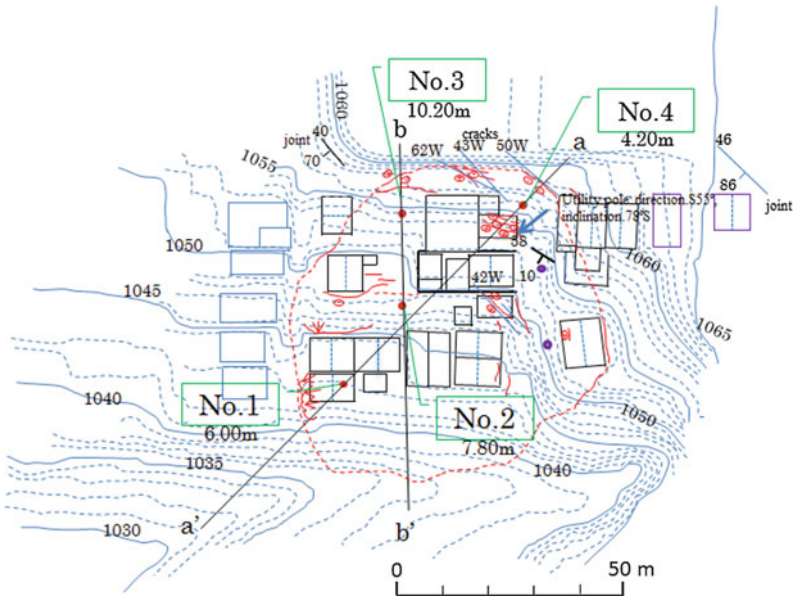 No.3
10.20m
No.4
4.20m
1060
joint
40
70
b
cracks
62W
43W
50W
a
46
86
joint
1055
Utility pole: direction.S55°,
inclination.78°S
38
1050
1060
10
42W
1045
1065
1040
No.1
6.00m
No.2
7.80m
1050
1035
1040
1030
a'
b'
0
50 m